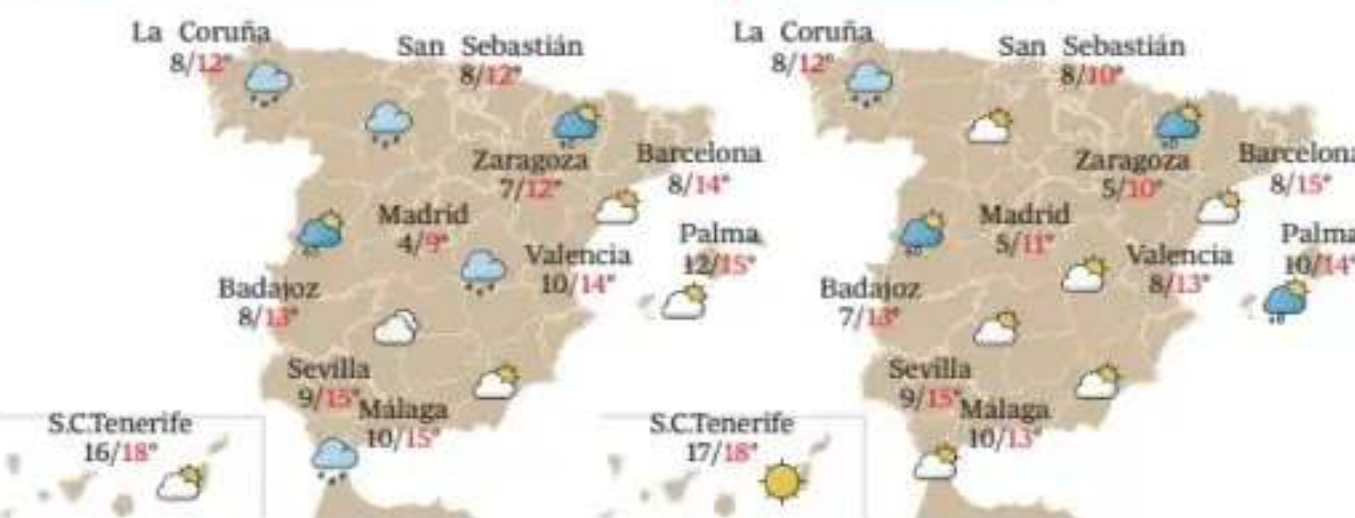 La Coruña
8/12°
San Sebastián
8/12°
Zaragoza
7/12°
Barcelona
8/14°
Madrid
4/9°
Palma
12/15°
Valencia
10/14°
Badajoz
8/13°
Sevilla
9/15°
Málaga
10/15°
S.C.Tenerife
16/18°
La Coruña
8/12°
San Sebastián
8/10°
Zaragoza
5/10°
Barcelona
8/15°
Madrid
5/11°
Palma
10/14°
Valencia
8/13°
Badajoz
7/13°
Sevilla
9/15°
Málaga
10/13°
S.C.Tenerife
17/18°